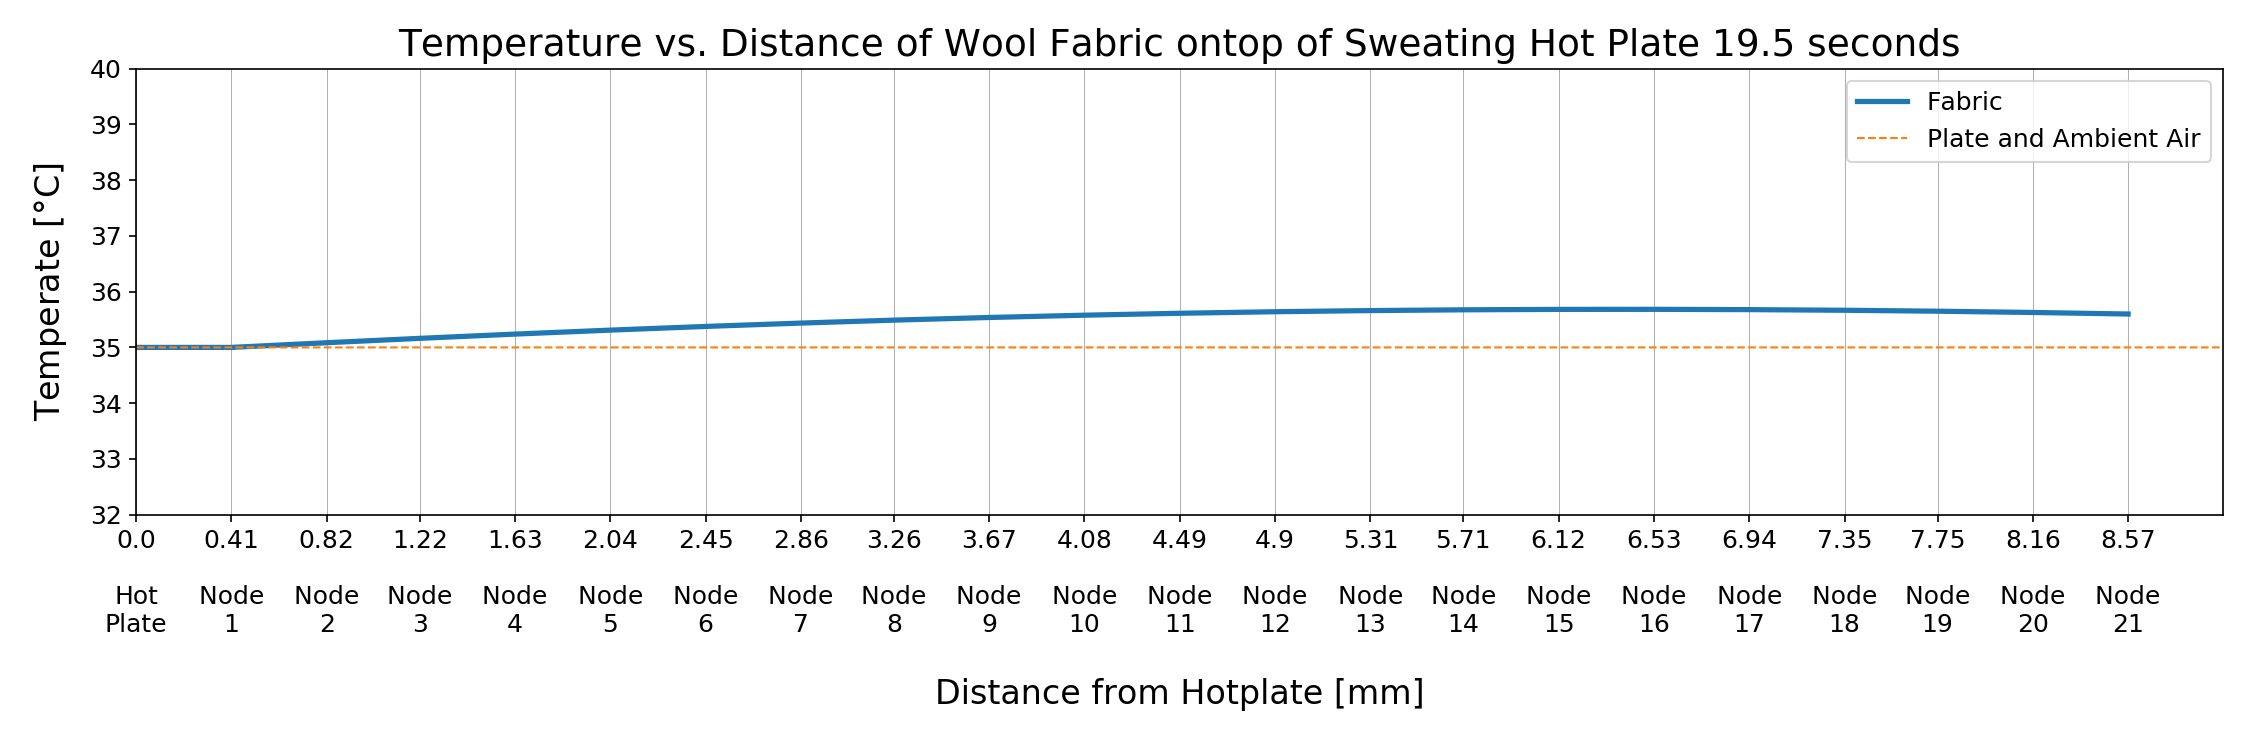 Temperature vs. Distance of Wool Fabric ontop of Sweating Hot Plate 19.5 seconds
Temperate [°C]
40
39
38
37
36
35
34
33
32
Fabric
Plate and Ambient Air
0.0 0.41 0.82 1.22 1.63 2.04 2.45 2.86 3.26 3.67 4.08 4.49 4.9 5.31 5.71 6.12 6.53 6.94 7.35 7.75 8.16 8.57
Hot Node Node Node Node Node Node Node Node Node Node Node Node Node Node Node Node Node Node Node Node Node
Plate 1 2 3 4 5 6 7 8 9 10 11 12 13 14 15 16 17 18 19 20 21
Distance from Hotplate [mm]